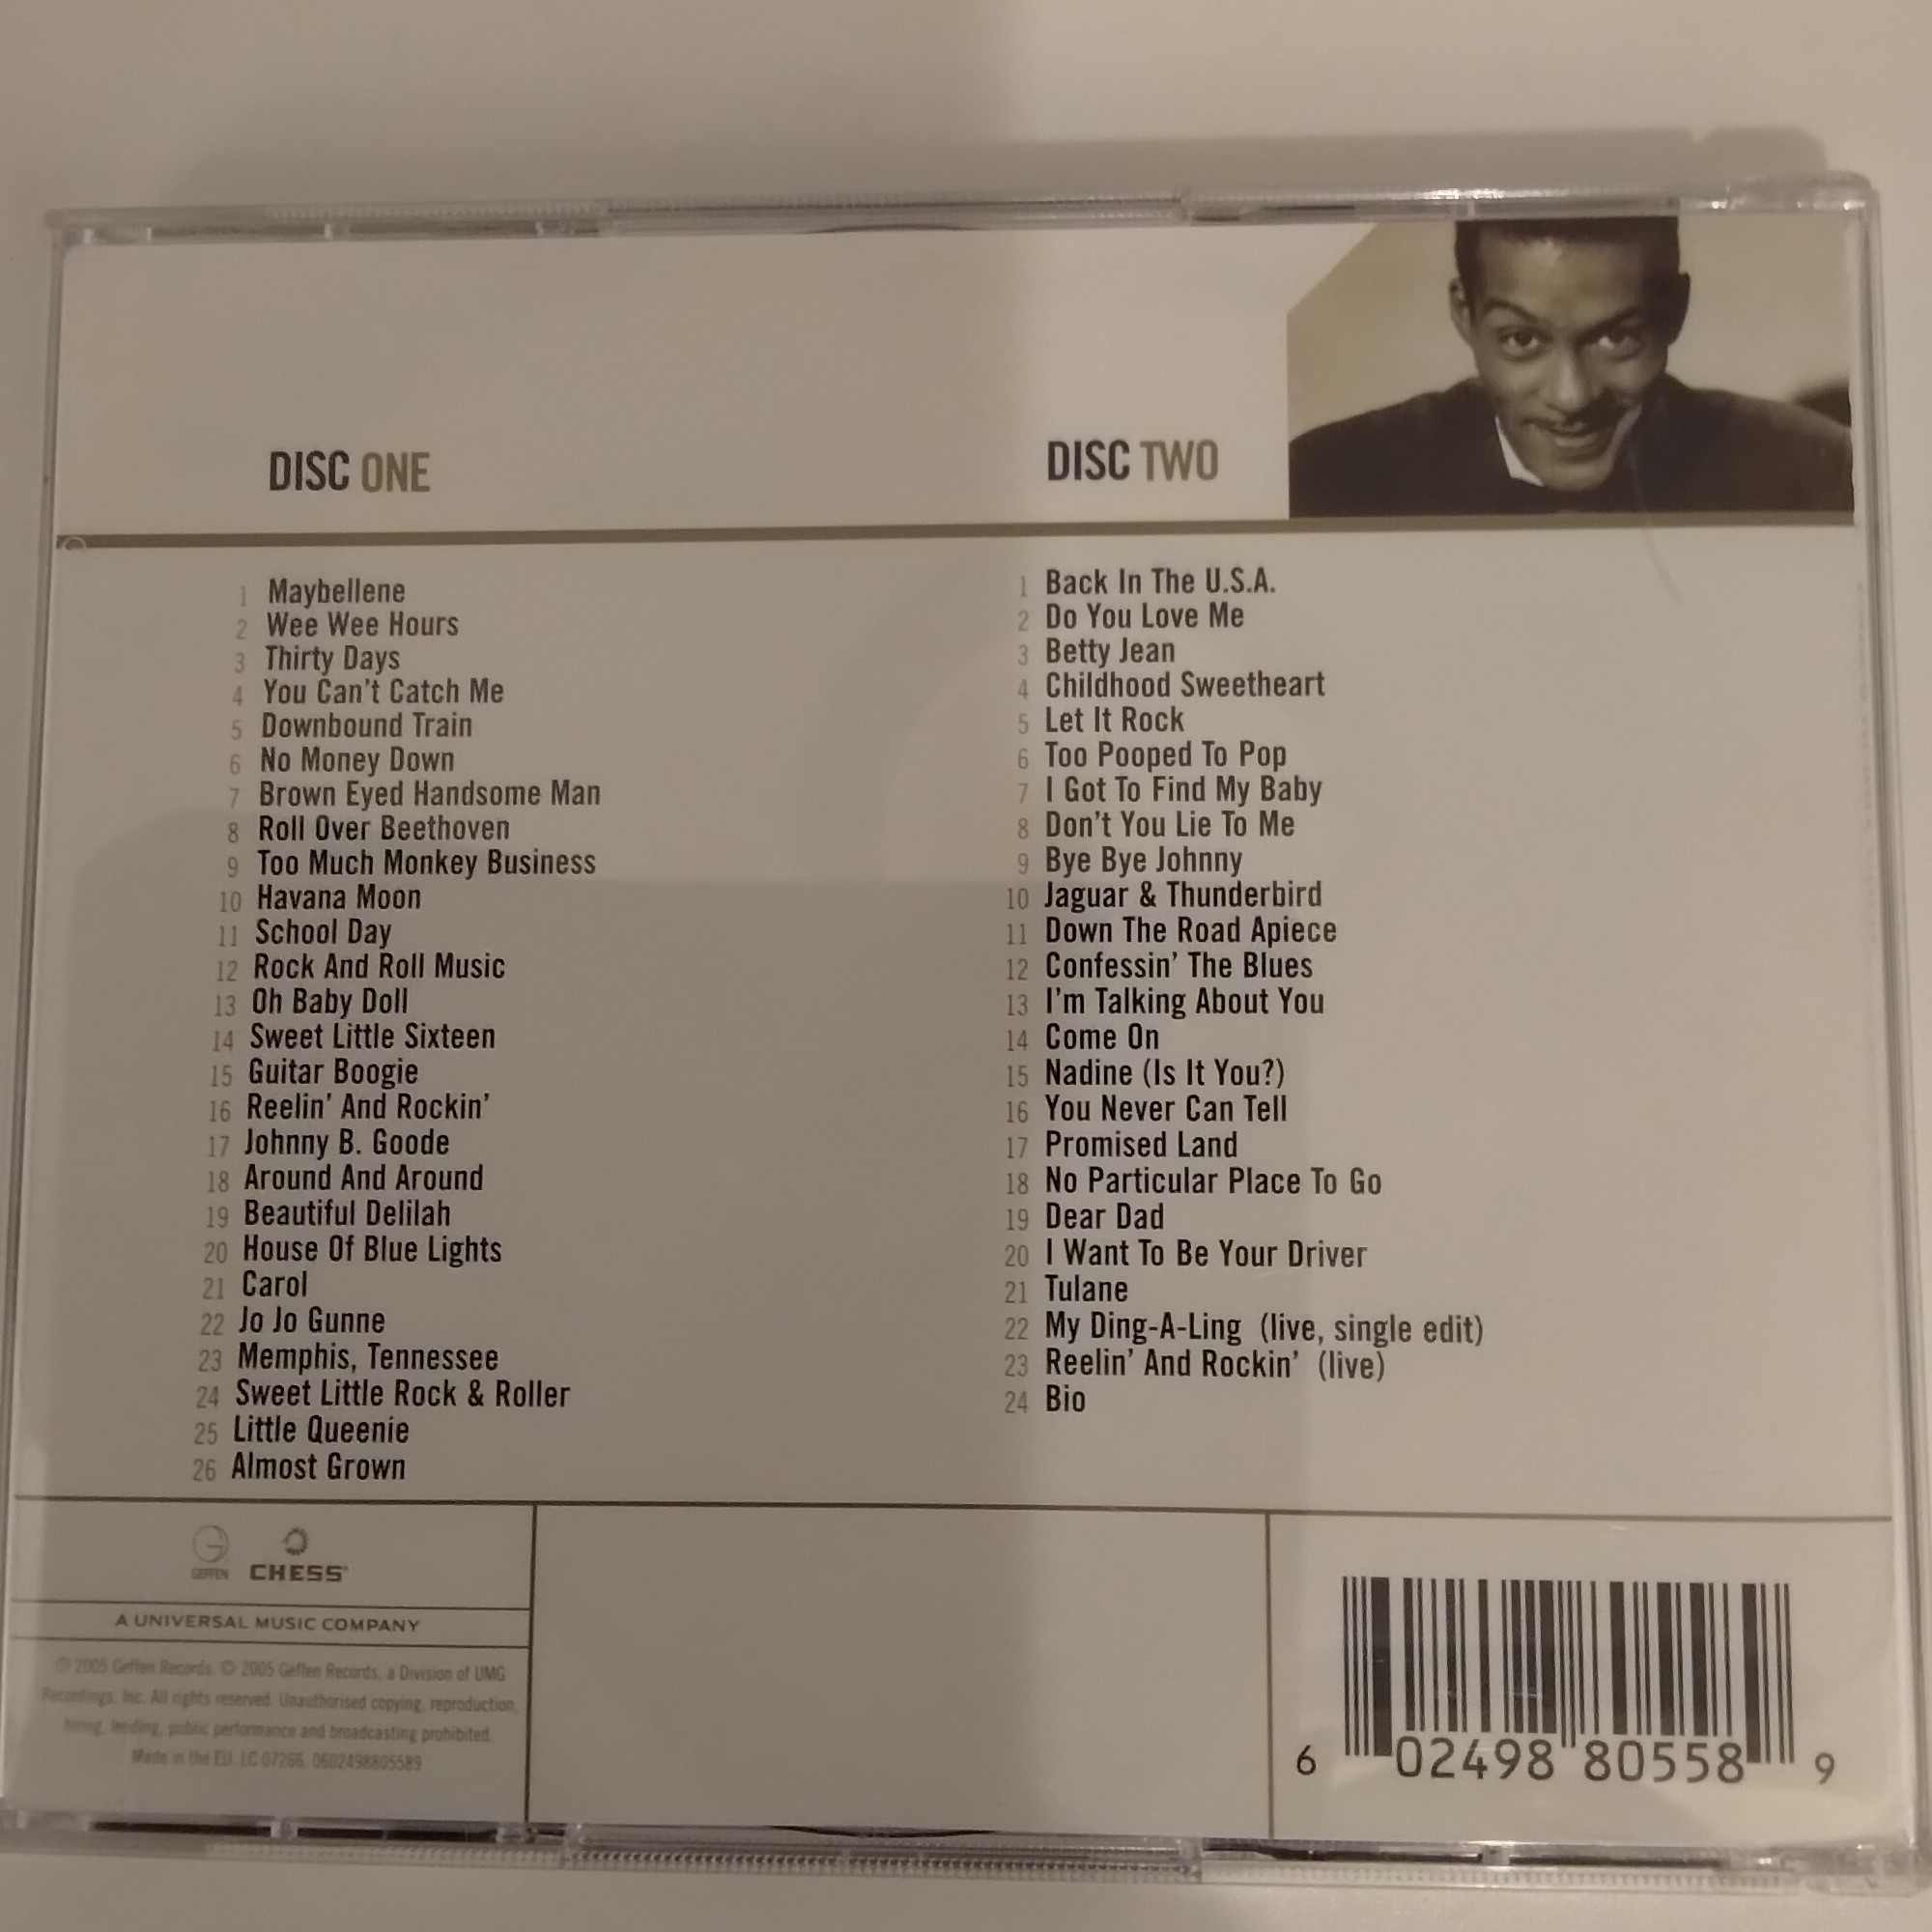 DISC ONE
1 Maybellene
2 Wee Wee Hours
3 Thirty Days
4 You Can't Catch Me
5 Downbound Train
6 No Money Down
7 Brown Eyed Handsome Man
8 Roll Over Beethoven
9 Too Much Monkey Business
10 Havana Moon
11 School Day
12 Rock And Roll Music
13 Oh Baby Doll
14 Sweet Little Sixteen
15 Guitar Boogie
16 Reelin' And Rockin'
17 Johnny B. Goode
18 Around And Around
19 Beautiful Delilah
20 House Of Blue Lights
21 Carol
22 Jo Jo Gunne
23 Memphis, Tennessee
24 Sweet Little Rock & Roller
25 Little Queenie
26 Almost Grown
DISC TWO
1 Back In The U.S.A.
2 Do You Love Me
3 Betty Jean
4 Childhood Sweetheart
5 Let It Rock
6 Too Pooped To Pop
7 I Got To Find My Baby
8 Don't You Lie To Me
9 Bye Bye Johnny
10 Jaguar & Thunderbird
11 Down The Road Apiece
12 Confessin' The Blues
13 I'm Talking About You
14 Come On
15 Nadine (Is It You?)
16 You Never Can Tell
17 Promised Land
18 No Particular Place To Go
19 Dear Dad
20 I Want To Be Your Driver
21 Tulane
22 My Ding-A-Ling (live, single edit)
23 Reelin' And Rockin' (live)
24 Bio
GEFFEN CHESS
A UNIVERSAL MUSIC COMPANY
℗ 2005 Geffen Records. © 2005 Geffen Records, a Division of UMG
Recordings, Inc. All rights reserved. Unauthorised copying, reproduction,
hiring, lending, public performance and broadcasting prohibited.
Made in the EU. LC 07266. 0602498805589
6 02498 80558 9